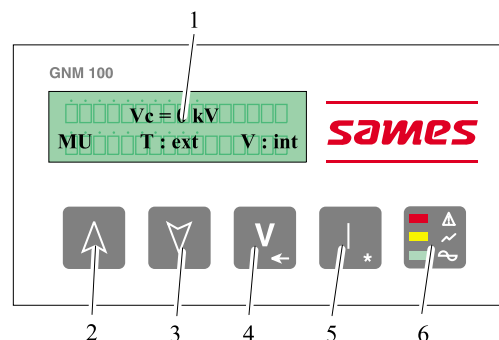 1
GNM 100
Vc = 0 kV
MU T : ext V : int
sames
V
*
2 3 4 5 6